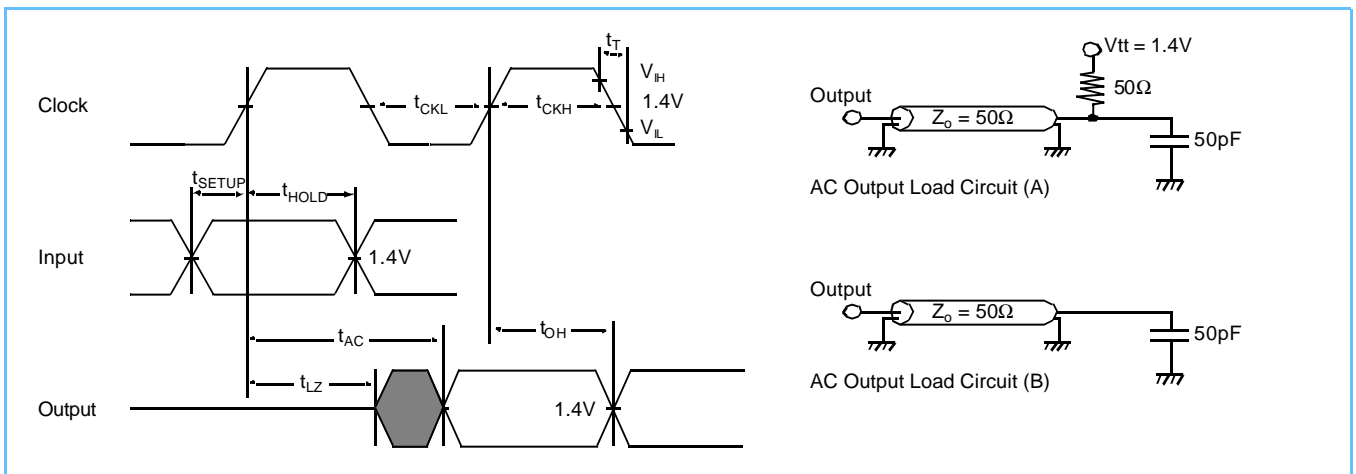 Clock
tCKL
tCKH
tT
VIH
1.4V
VIL
tSETUP
tHOLD
Input
1.4V
tAC
tOH
tLZ
Output
1.4V
Vtt = 1.4V
50Ω
Output
Zo = 50Ω
50pF
AC Output Load Circuit (A)
Output
Zo = 50Ω
50pF
AC Output Load Circuit (B)